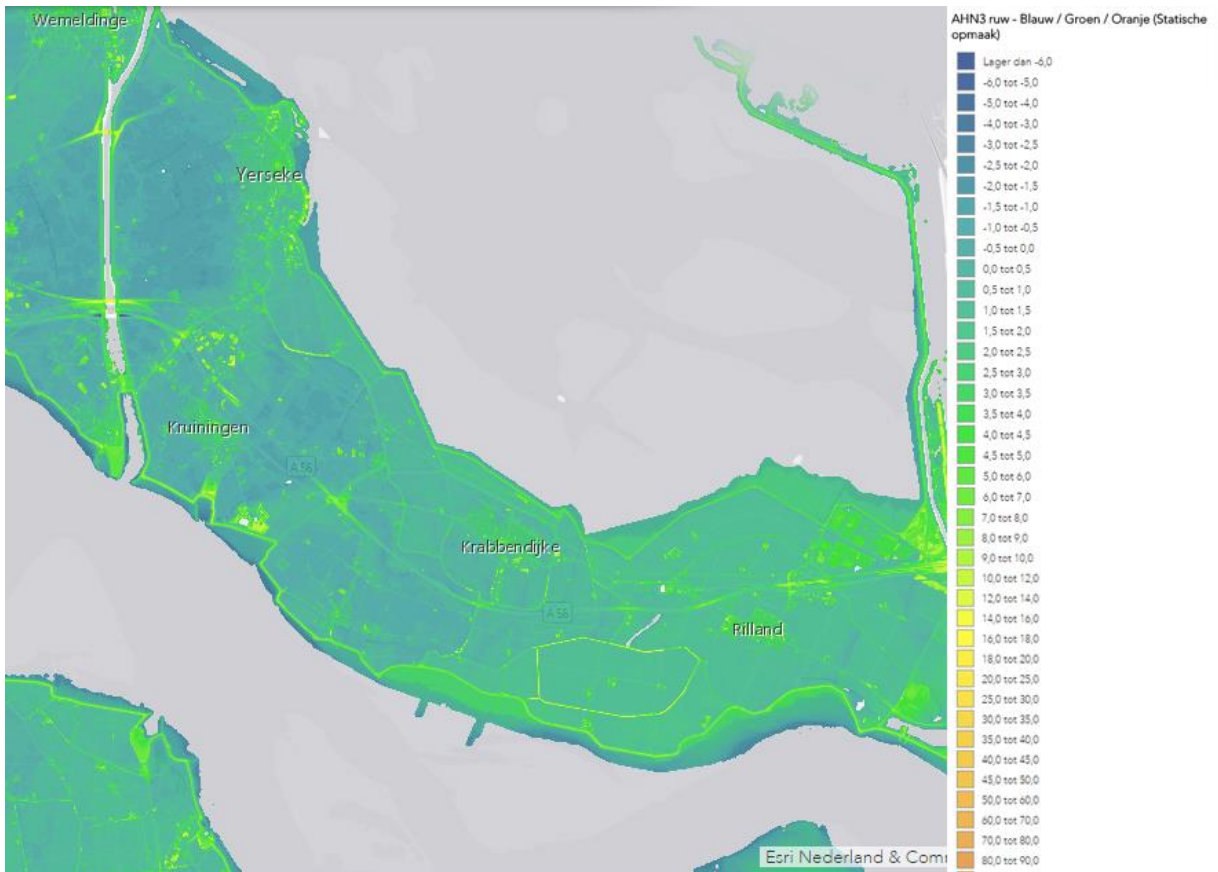 AHN3 ruw - Blauw / Groen / Oranje (Statische
opmaak)
Wemeldinge
Yerseke
Kruiningen
A 58
Krabbendijke
A 58
Rilland
Esri Nederland & Comm
Lager dan -6,0
-6,0 tot -5,0
-5,0 tot -4,0
-4,0 tot -3,0
-3,0 tot -2,5
-2,5 tot -2,0
-2,0 tot -1,5
-1,5 tot -1,0
-1,0 tot -0,5
-0,5 tot 0,0
0,0 tot 0,5
0,5 tot 1,0
1,0 tot 1,5
1,5 tot 2,0
2,0 tot 2,5
2,5 tot 3,0
3,0 tot 3,5
3,5 tot 4,0
4,0 tot 4,5
4,5 tot 5,0
5,0 tot 6,0
6,0 tot 7,0
7,0 tot 8,0
8,0 tot 9,0
9,0 tot 10,0
10,0 tot 12,0
12,0 tot 14,0
14,0 tot 16,0
16,0 tot 18,0
18,0 tot 20,0
20,0 tot 25,0
25,0 tot 30,0
30,0 tot 35,0
35,0 tot 40,0
40,0 tot 45,0
45,0 tot 50,0
50,0 tot 60,0
60,0 tot 70,0
70,0 tot 80,0
80,0 tot 90,0